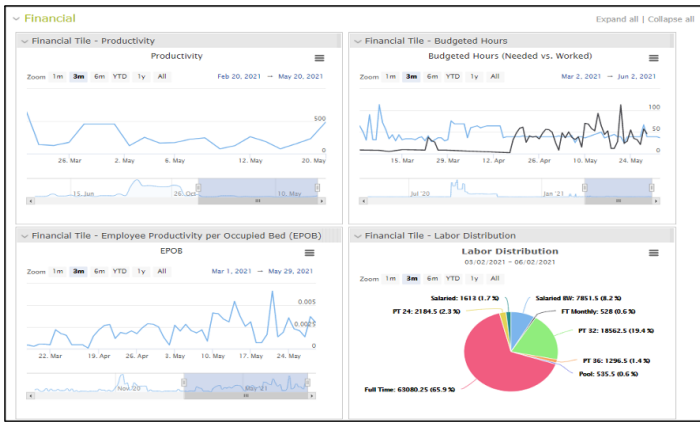 Financial
Expand all | Collapse all
Financial Tile - Productivity
Productivity
Zoom 1m 3m 6m YTD 1y All Feb 20, 2021 → May 20, 2021
500
0
26. Mar 2. May 6. May 12. May 20. May
15. Jun 26. Oct 10. May
Financial Tile - Budgeted Hours
Budgeted Hours (Needed vs. Worked)
Zoom 1m 3m 6m YTD 1y All Mar 2, 2021 → Jun 2, 2021
100
50
0
15. Mar 29. Mar 12. Apr 26. Apr 10. May 24. May
Jul '20 Jan '21
Financial Tile - Employee Productivity per Occupied Bed (EPOB)
EPOB
Zoom 1m 3m 6m YTD 1y All Mar 1, 2021 → May 29, 2021
0.005
0.0025
0
22. Mar 19. Apr 26. Apr 3. May 10. May 17. May 24. May
Nov '20 May '21
Financial Tile - Labor Distribution
Labor Distribution
03/02/2021 - 06/02/2021
Zoom 1m 3m 6m YTD 1y All
Salaried: 1613 (1.7 %) Salaried BW: 7851.5 (8.2 %)
PT 24: 2184.5 (2.3 %) FT Monthly: 528 (0.6 %)
PT 32: 18562.5 (19.4 %)
PT 36: 1296.5 (1.4 %)
Pool: 535.5 (0.6 %)
Full Time: 63080.25 (65.9 %)